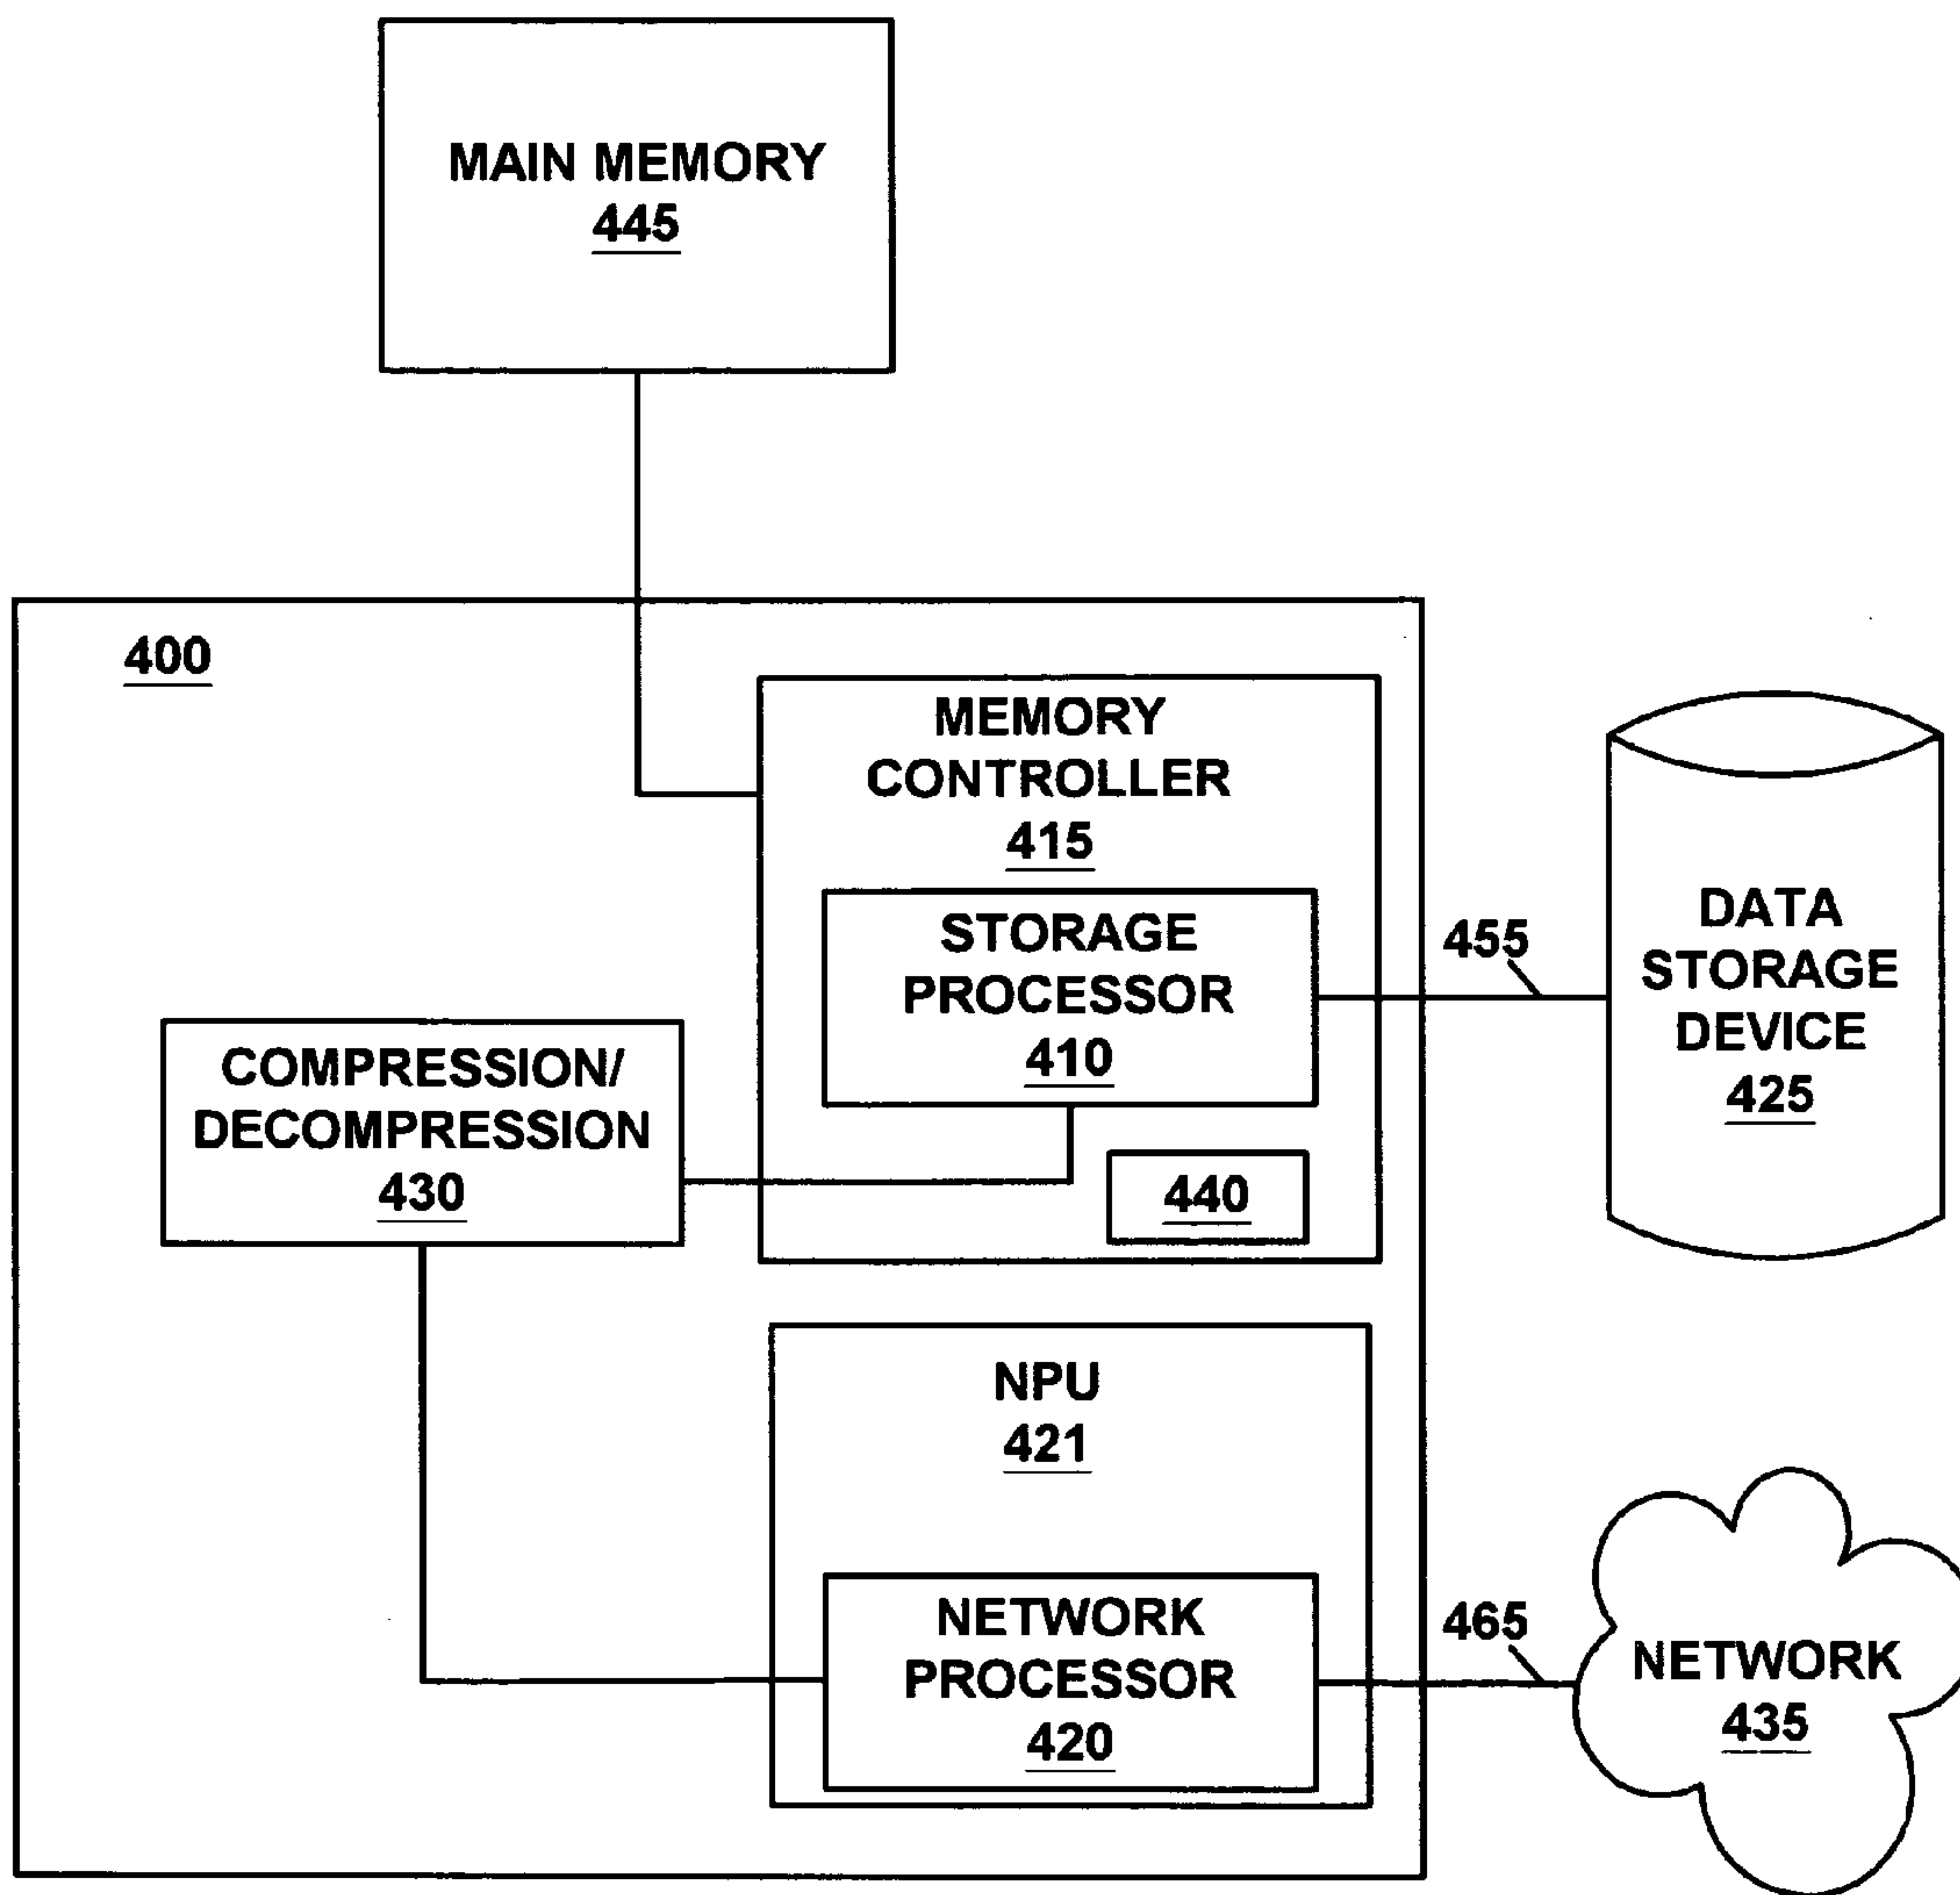 MAIN MEMORY
445
400
MEMORY
CONTROLLER
415
STORAGE
PROCESSOR
410
455
DATA
STORAGE
DEVICE
425
COMPRESSION/
DECOMPRESSION
430
440
NPU
421
NETWORK
PROCESSOR
420
465
NETWORK
435